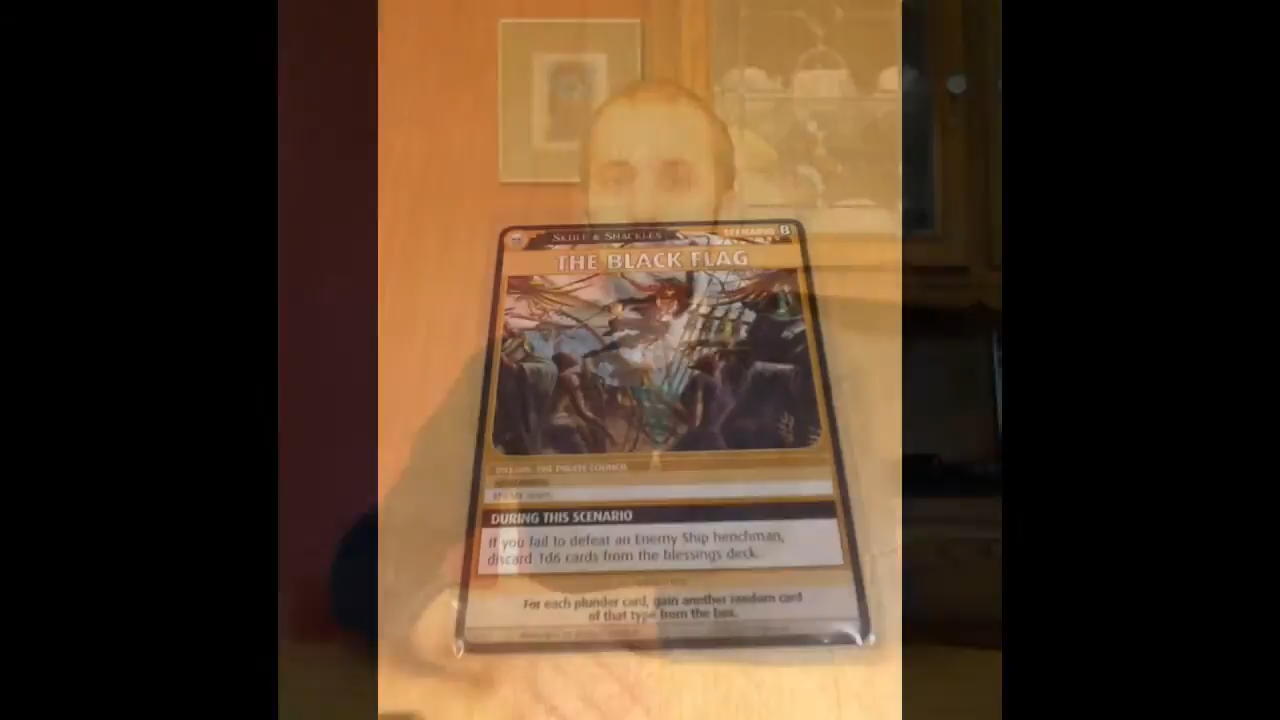 SKULL & SHACKLES
SCENARIO B
THE BLACK FLAG
DURING THIS SCENARIO
If you fail to defeat an Enemy Ship henchman,
discard 1d6 cards from the blessings deck.
For each plunder card, gain another random card
of that type from the box.